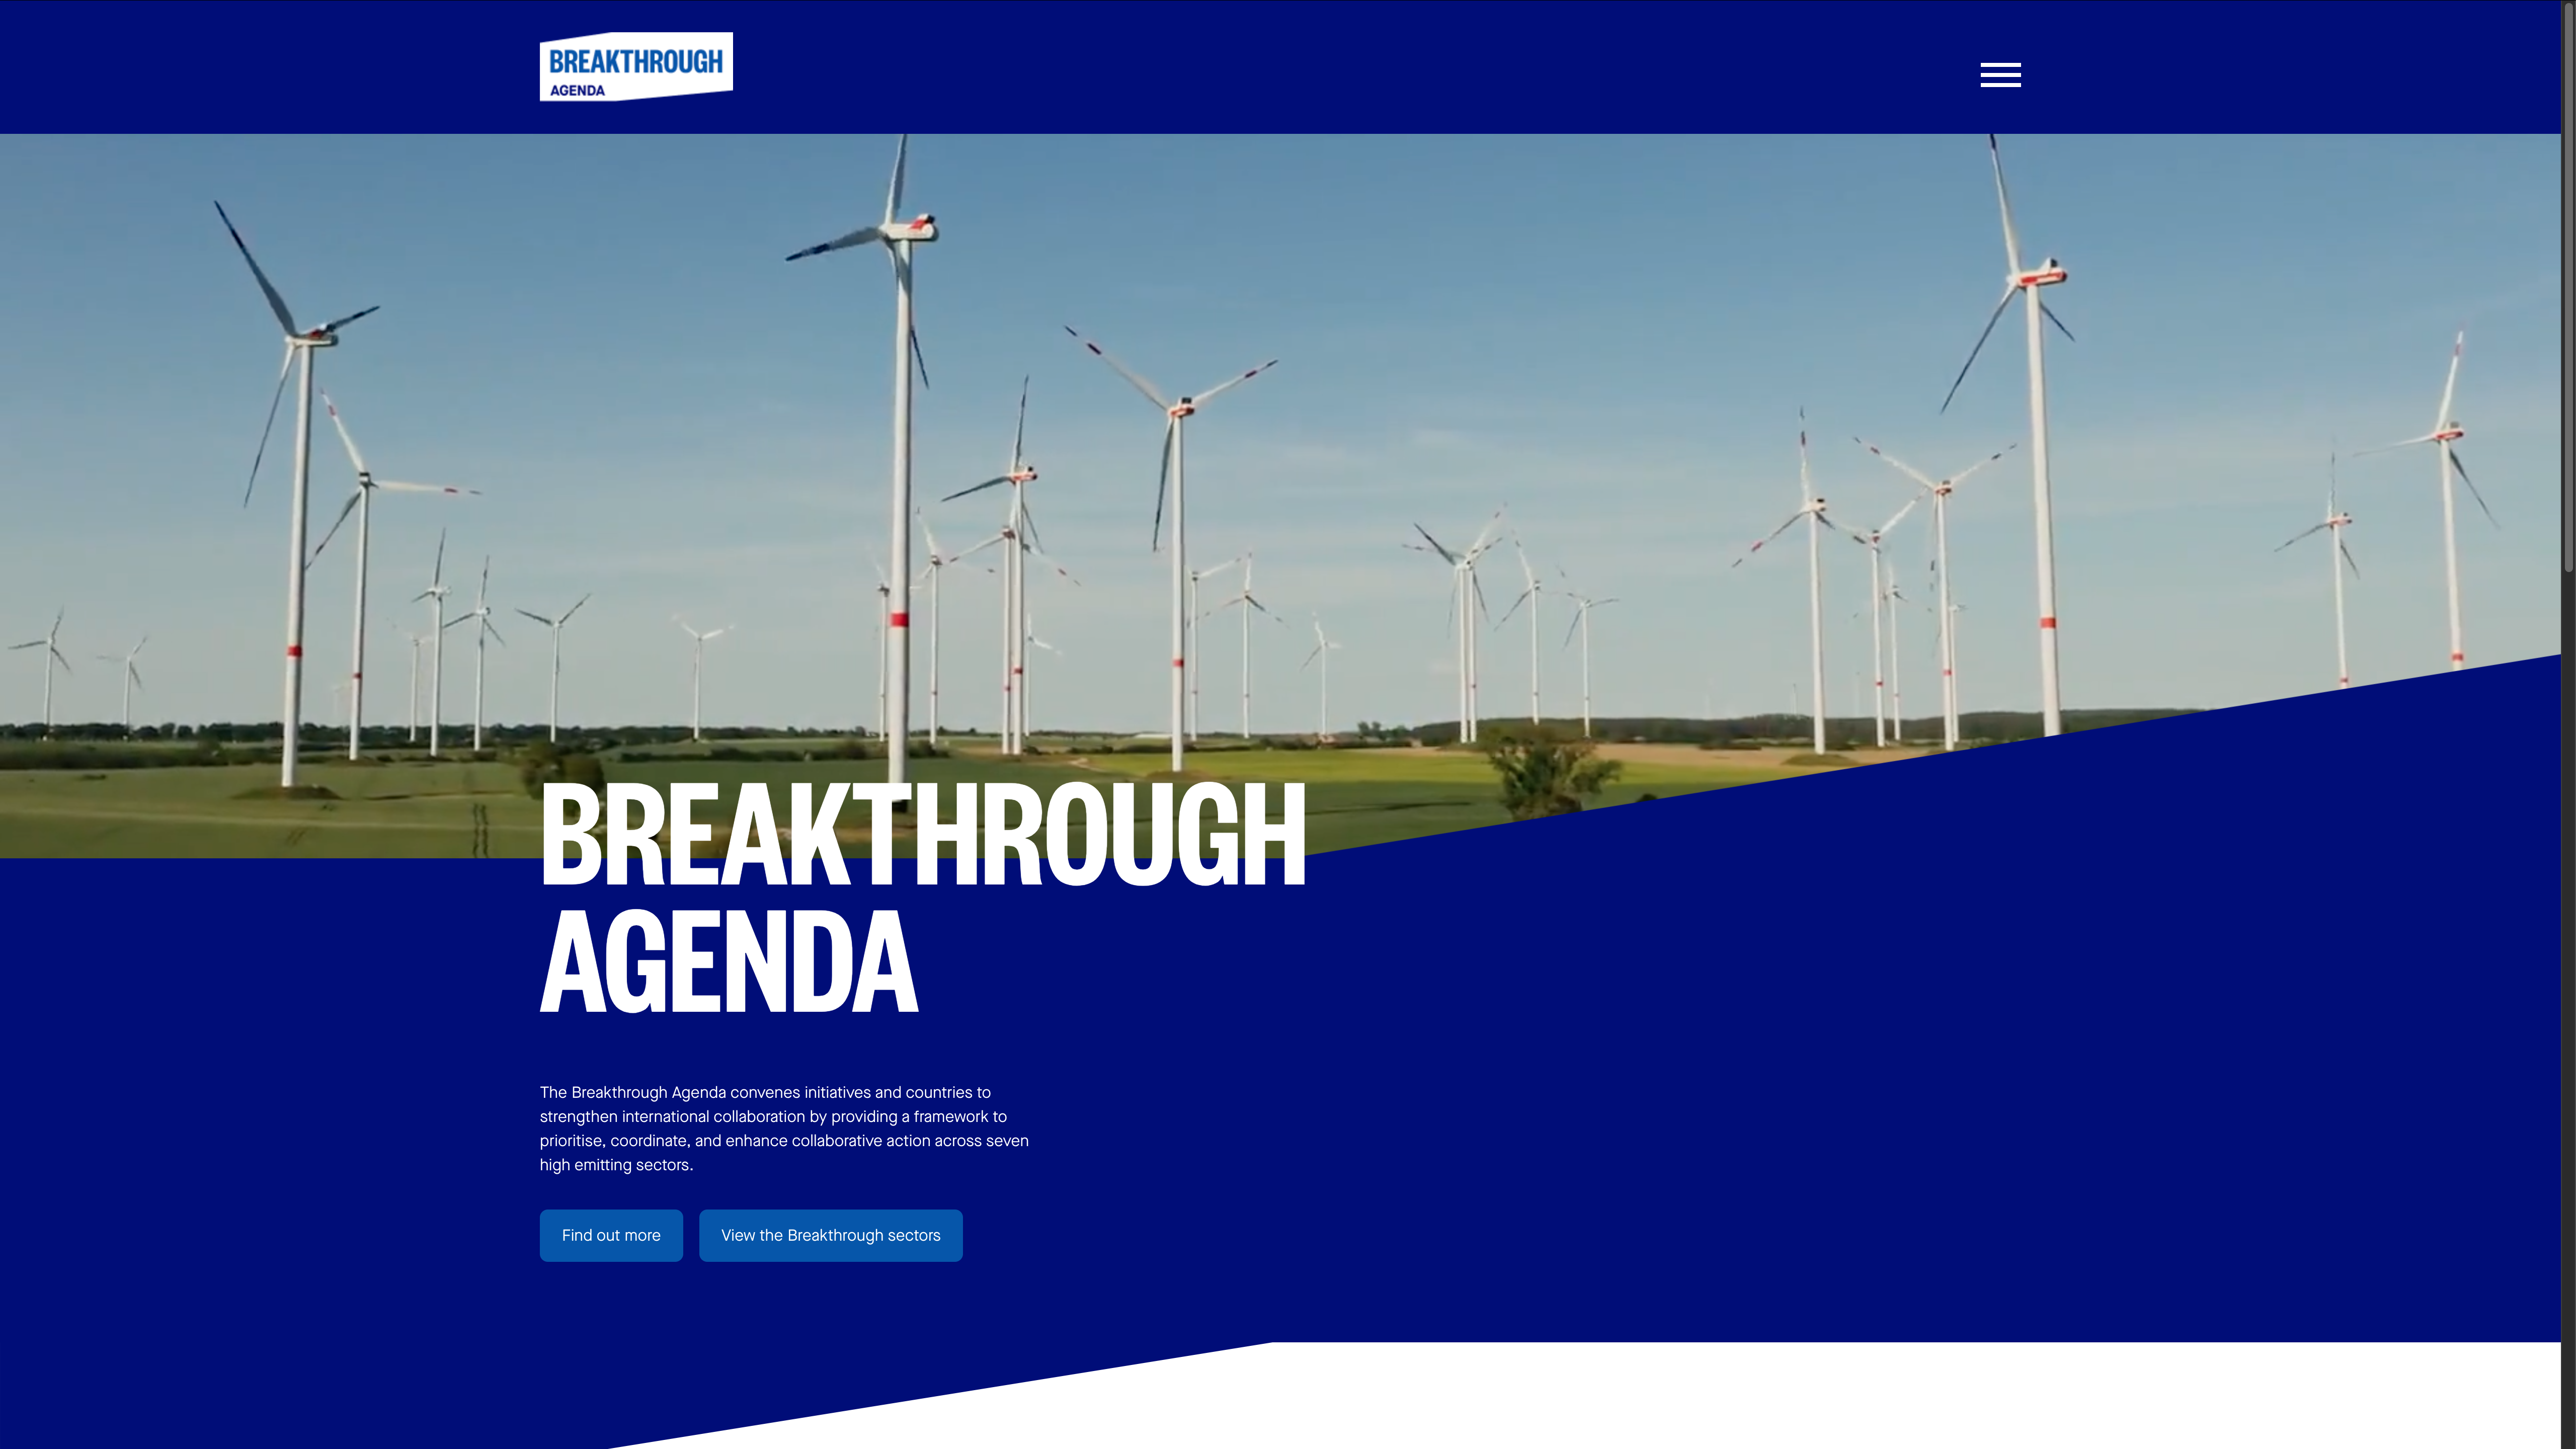 BREAKTHROUGH
AGENDA
BREAKTHROUGH
AGENDA
The Breakthrough Agenda convenes initiatives and countries to
strengthen international collaboration by providing a framework to
prioritise, coordinate, and enhance collaborative action across seven
high emitting sectors.
Find out more
View the Breakthrough sectors